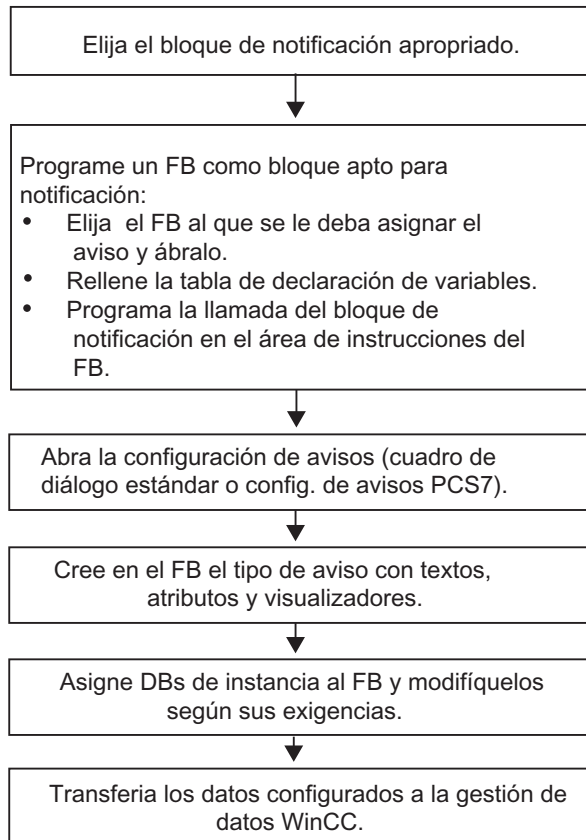 Elija el bloque de notificación apropriado.
Programe un FB como bloque apto para
notificación:
• Elija el FB al que se le deba asignar el
aviso y ábralo.
• Rellene la tabla de declaración de variables.
• Programa la llamada del bloque de
notificación en el área de instrucciones del
FB.
Abra la configuración de avisos (cuadro de
diálogo estándar o config. de avisos PCS7).
Cree en el FB el tipo de aviso con textos,
atributos y visualizadores.
Asigne DBs de instancia al FB y modifíquelos
según sus exigencias.
Transferia los datos configurados a la gestión de
datos WinCC.